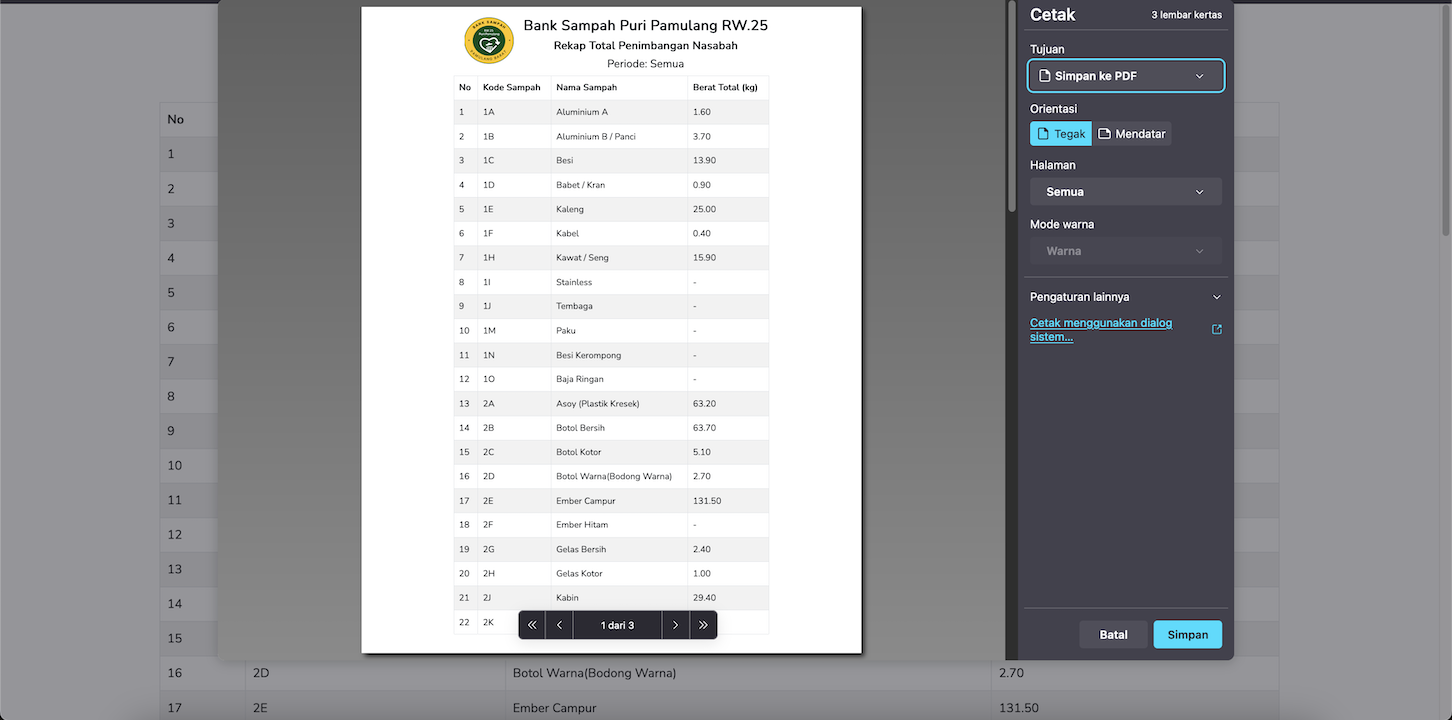 Bank Sampah Puri Pamulang RW.25
Rekap Total Penimbangan Nasabah
Periode: Semua
No Kode Sampah Nama Sampah Berat Total (kg)
1 1A Aluminium A 1.60
2 1B Aluminium B / Panci 3.70
3 1C Besi 13.90
4 1D Babet / Kran 0.90
5 1E Kaleng 25.00
6 1F Kabel 0.40
7 1H Kawat / Seng 15.90
8 1I Stainless -
9 1J Tembaga -
10 1M Paku -
11 1N Besi Kerompong -
12 1O Baja Ringan -
13 2A Asoy (Plastik Kresek) 63.20
14 2B Botol Bersih 63.70
15 2C Botol Kotor 5.10
16 2D Botol Warna(Bodong Warna) 2.70
17 2E Ember Campur 131.50
18 2F Ember Hitam -
19 2G Gelas Bersih 2.40
20 2H Gelas Kotor 1.00
21 2J Kabin 29.40
22 2K
1 dari 3
Cetak 3 lembar kertas
Tujuan
Simpan ke PDF
Orientasi
Tegak Mendatar
Halaman
Semua
Mode warna
Warna
Pengaturan lainnya
Cetak menggunakan dialog
sistem...
Batal Simpan
No
1
2
3
4
5
6
7
8
9
10
11
12
13
14
15
16 2D Botol Warna(Bodong Warna) 2.70
17 2E Ember Campur 131.50